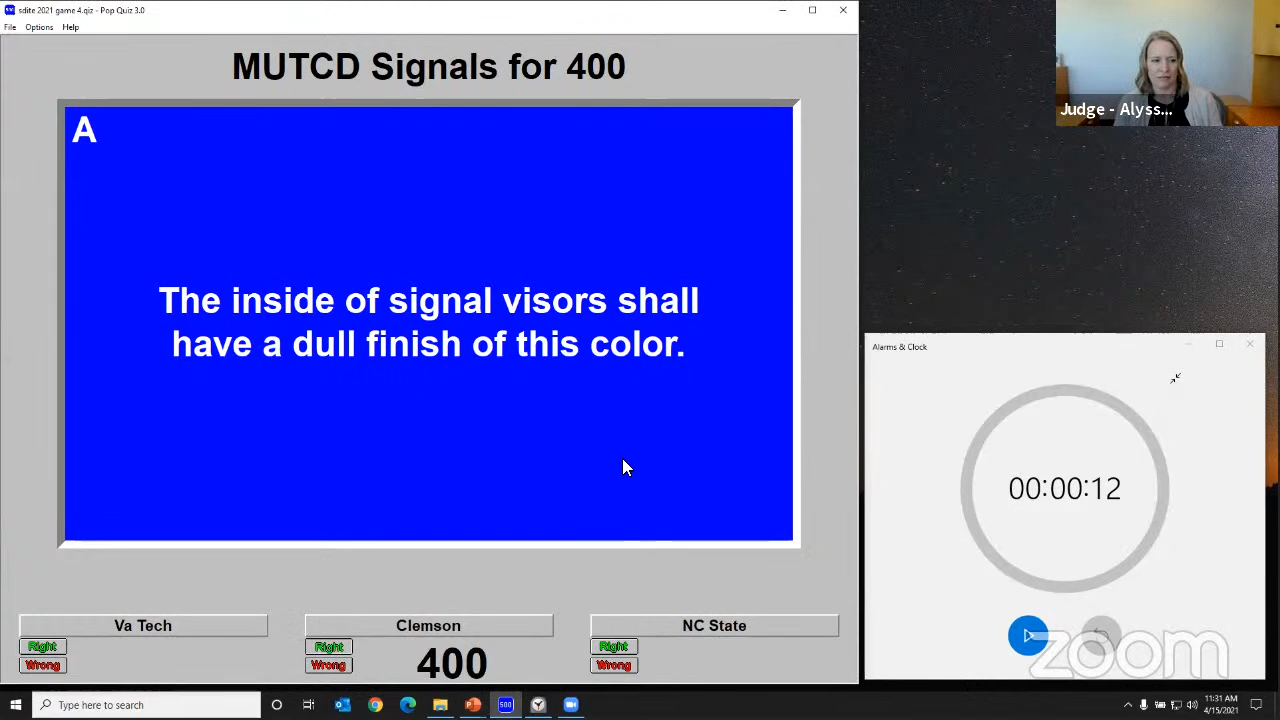 sdite 2021 game 4.qiz - Pop Quiz 3.0
File Options Help
MUTCD Signals for 400
A
The inside of signal visors shall
have a dull finish of this color.
Va Tech
Right
Wrong
Clemson
Right
Wrong
400
NC State
Right
Wrong
Judge - Alyss...
Alarms & Clock
00:00:12
zoom
Type here to search
500
11:31 AM
4/15/2021